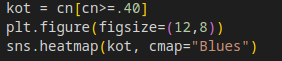 kot = cn[cn>=.40]
plt.figure(figsize=(12,8))
sns.heatmap(kot, cmap="Blues")